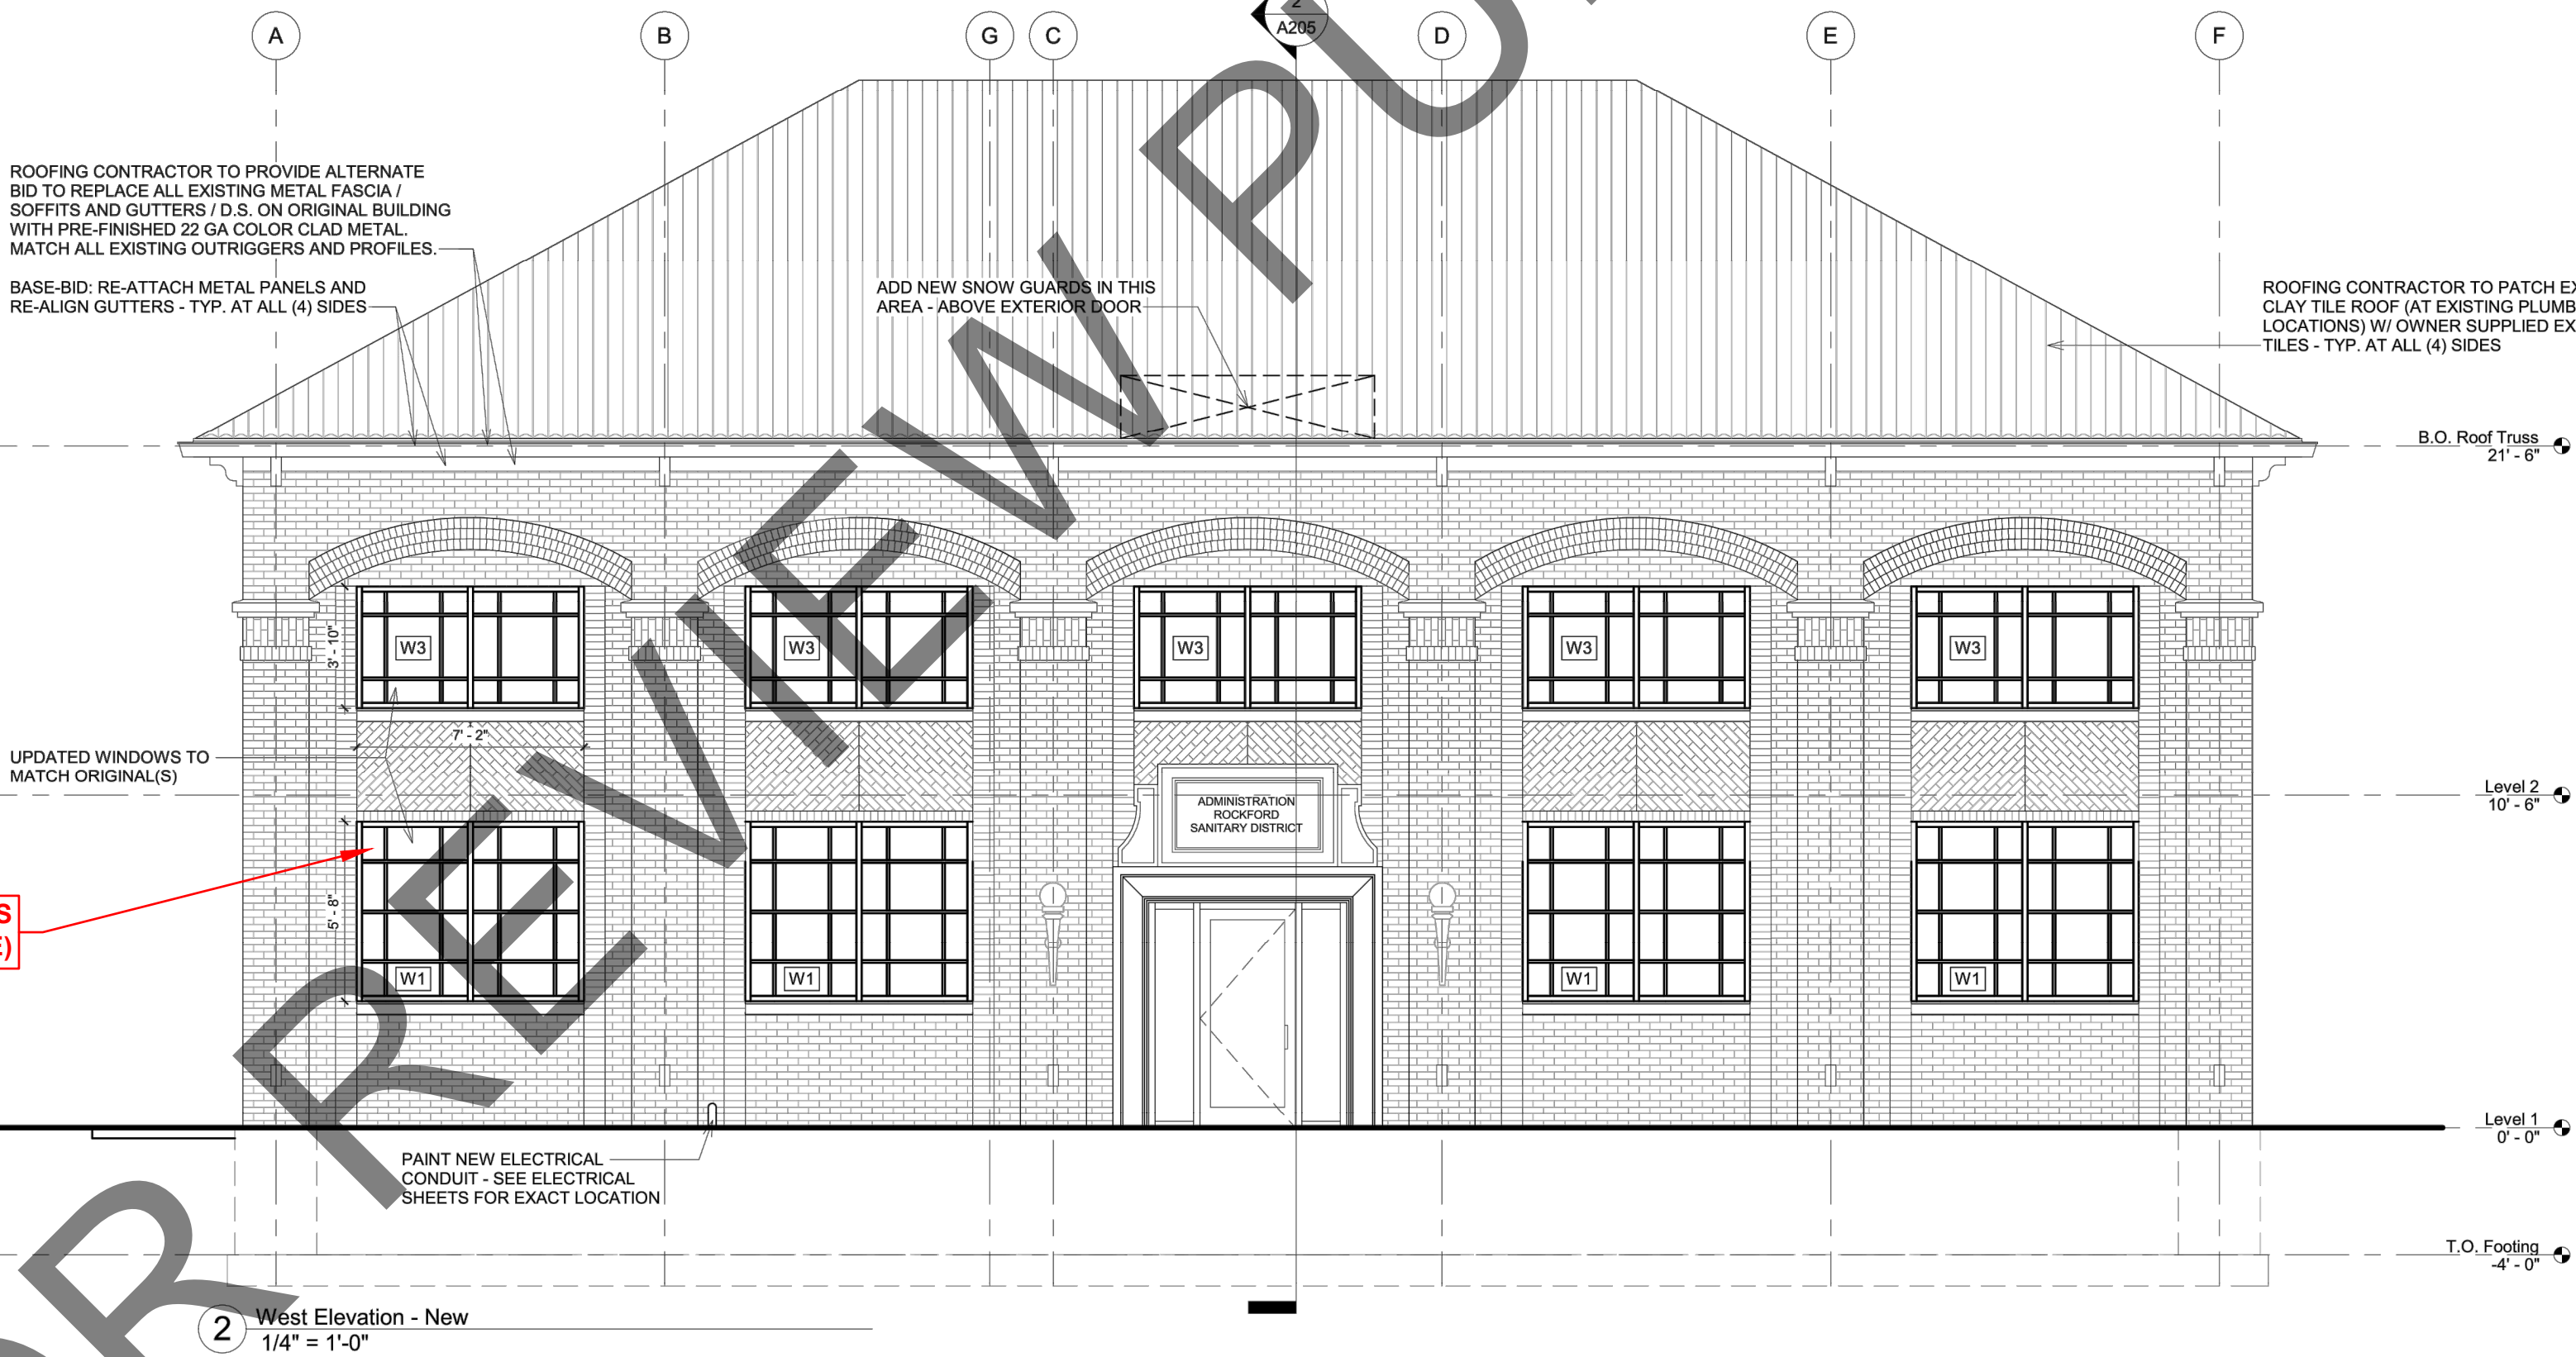 A
B
G
C
2
A205
D
E
F
ROOFING CONTRACTOR TO PROVIDE ALTERNATE
BID TO REPLACE ALL EXISTING METAL FASCIA /
SOFFITS AND GUTTERS / D.S. ON ORIGINAL BUILDING
WITH PRE-FINISHED 22 GA COLOR CLAD METAL.
MATCH ALL EXISTING OUTRIGGERS AND PROFILES.
BASE-BID: RE-ATTACH METAL PANELS AND
RE-ALIGN GUTTERS - TYP. AT ALL (4) SIDES
ADD NEW SNOW GUARDS IN THIS
AREA - ABOVE EXTERIOR DOOR
ROOFING CONTRACTOR TO PATCH EX
CLAY TILE ROOF (AT EXISTING PLUMB
LOCATIONS) W/ OWNER SUPPLIED EX
TILES - TYP. AT ALL (4) SIDES
B.O. Roof Truss
21' - 6"
3' - 10"
W3
W3
W3
W3
W3
7' - 2"
UPDATED WINDOWS TO
MATCH ORIGINAL(S)
Level 2
10' - 6"
ADMINISTRATION
ROCKFORD
SANITARY DISTRICT
S
E)
5' - 8"
W1
W1
W1
W1
Level 1
0' - 0"
PAINT NEW ELECTRICAL
CONDUIT - SEE ELECTRICAL
SHEETS FOR EXACT LOCATION
T.O. Footing
-4' - 0"
2
West Elevation - New
1/4" = 1'-0"
OR REVIEW PU